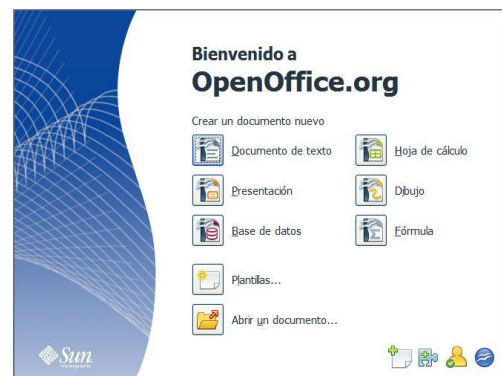 Bienvenido a
OpenOffice.org
Crear un documento nuevo
Documento de texto
Hoja de cálculo
Presentación
Dibujo
Base de datos
Fórmula
Plantillas...
Abrir un documento...
Sun